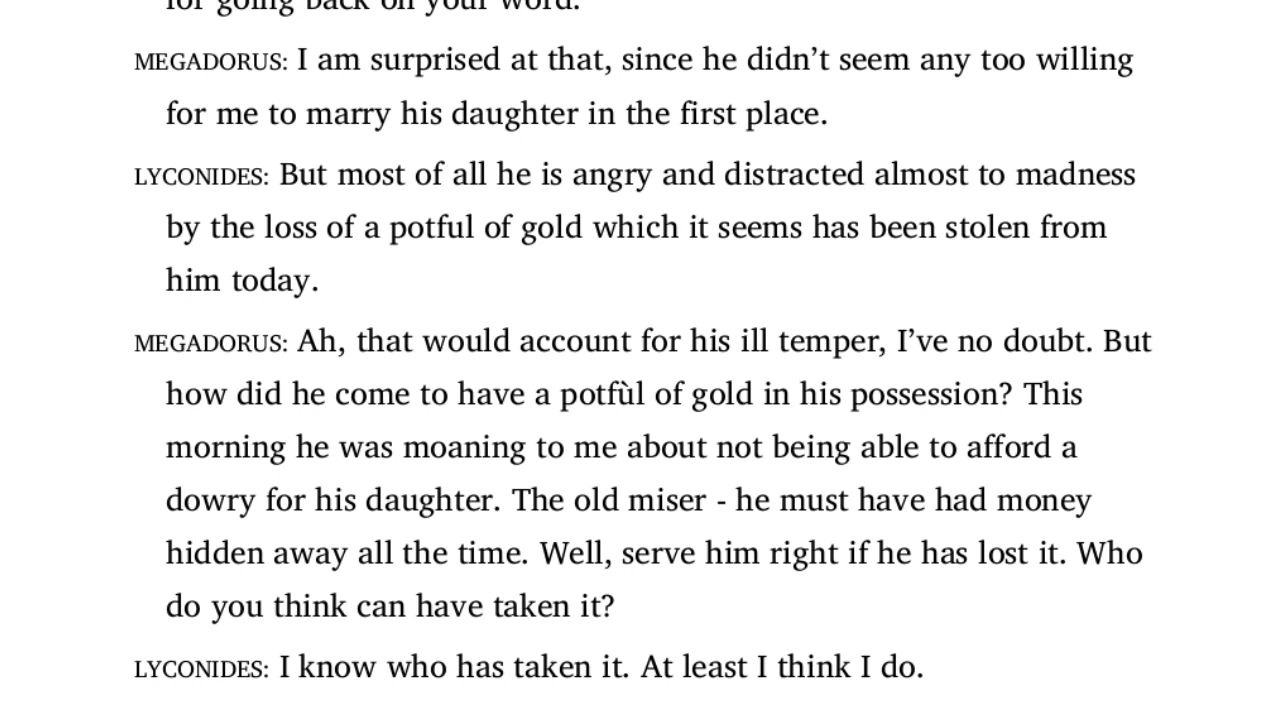 for going back on your word.
MEGADORUS: I am surprised at that, since he didn’t seem any too willing
for me to marry his daughter in the first place.
LYCONIDES: But most of all he is angry and distracted almost to madness
by the loss of a potful of gold which it seems has been stolen from
him today.
MEGADORUS: Ah, that would account for his ill temper, I’ve no doubt. But
how did he come to have a potfùl of gold in his possession? This
morning he was moaning to me about not being able to afford a
dowry for his daughter. The old miser - he must have had money
hidden away all the time. Well, serve him right if he has lost it. Who
do you think can have taken it?
LYCONIDES: I know who has taken it. At least I think I do.